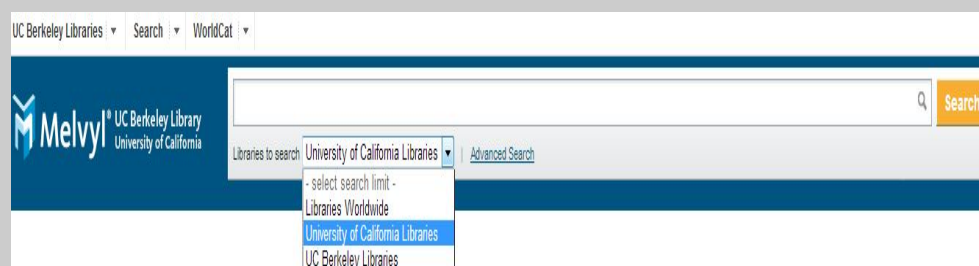 UC Berkeley Libraries Search WorldCat
Melvyl® UC Berkeley Library
University of California
Search
Libraries to search University of California Libraries | Advanced Search
- select search limit -
Libraries Worldwide
University of California Libraries
UC Berkeley Libraries